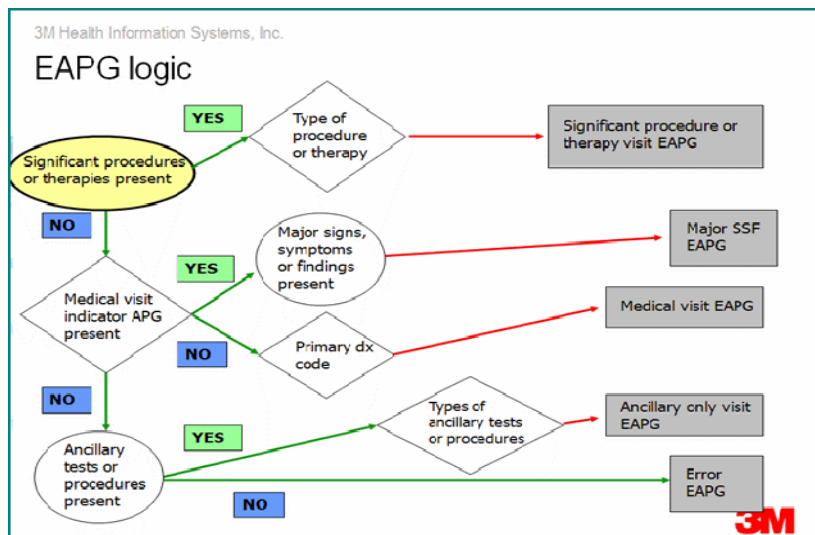 3M Health Information Systems, Inc.
EAPG logic
YES
Type of
procedure
or therapy
Significant procedure or
therapy visit EAPG
Significant procedures
or therapies present
NO
Major signs,
symptoms
or findings
present
Major SSF
EAPG
YES
Medical visit
indicator APG
present
Medical visit EAPG
NO
Primary dx
code
NO
Types of
ancillary tests
or procedures
Ancillary only visit
EAPG
YES
Ancillary
tests or
procedures
present
Error
EAPG
NO
3M